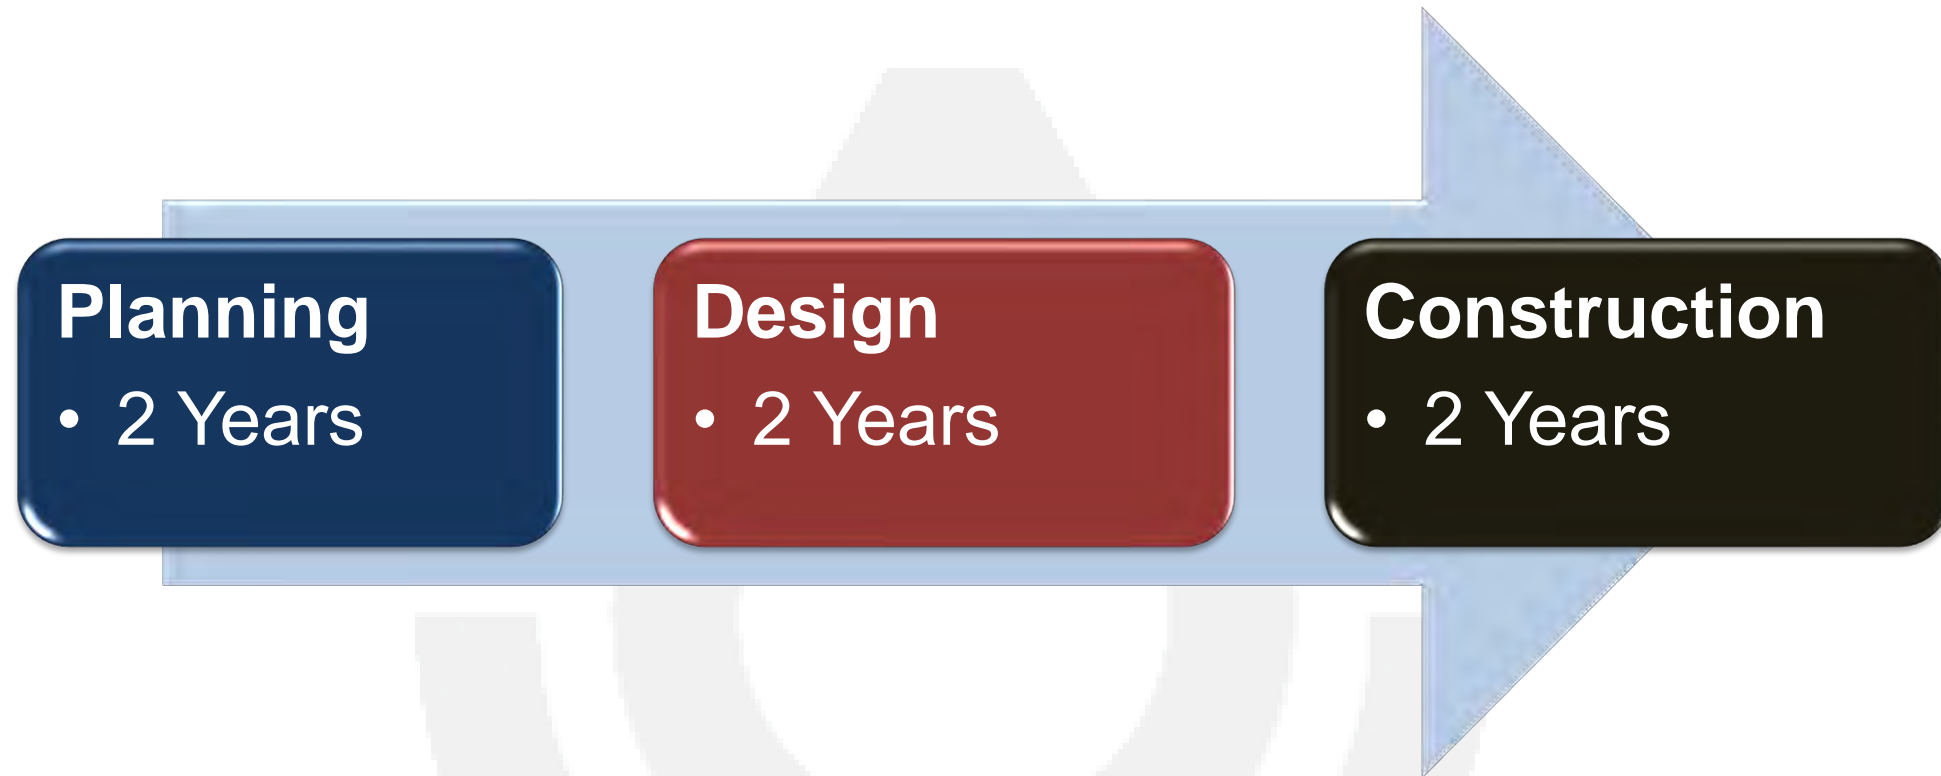 Planning
• 2 Years
Design
• 2 Years
Construction
• 2 Years